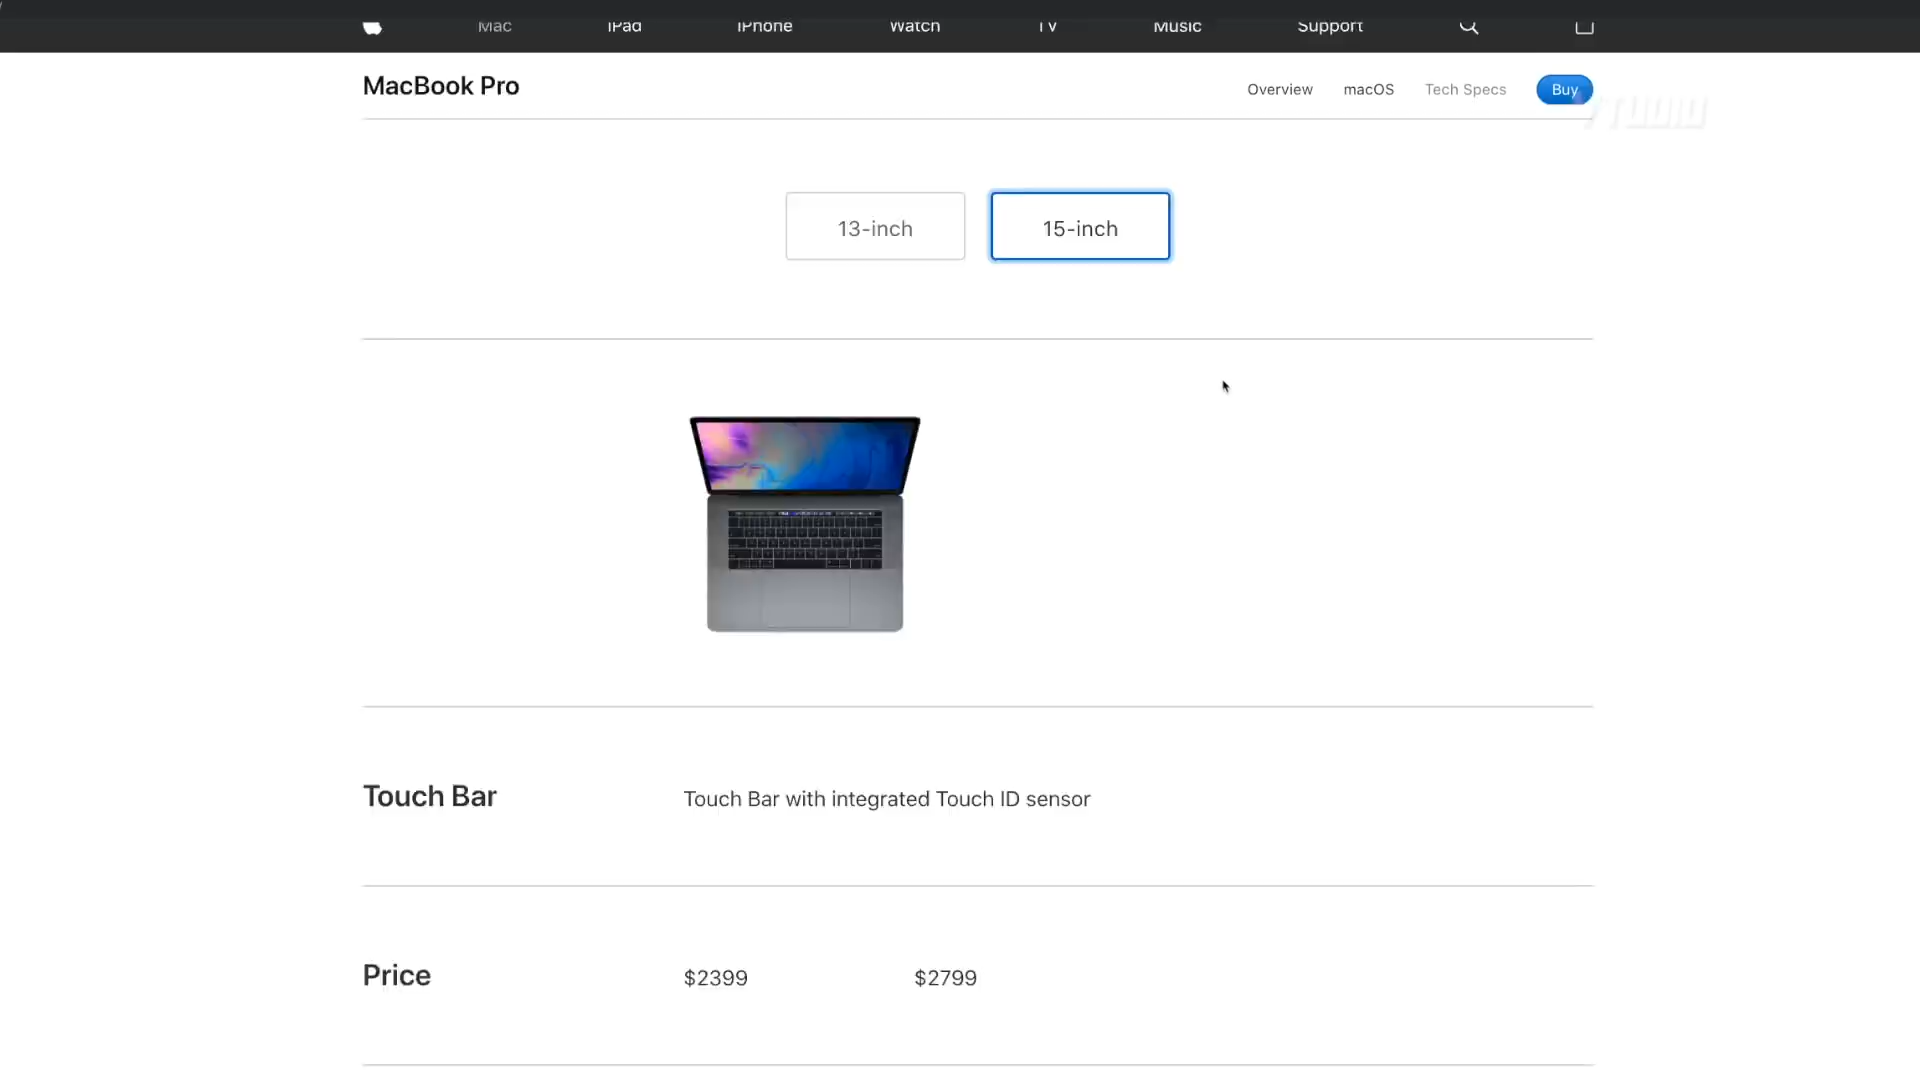 Mac iPad iPhone Watch TV Music Support
MacBook Pro
Overview macOS Tech Specs Buy
13-inch 15-inch
Touch Bar Touch Bar with integrated Touch ID sensor
Price $2399 $2799